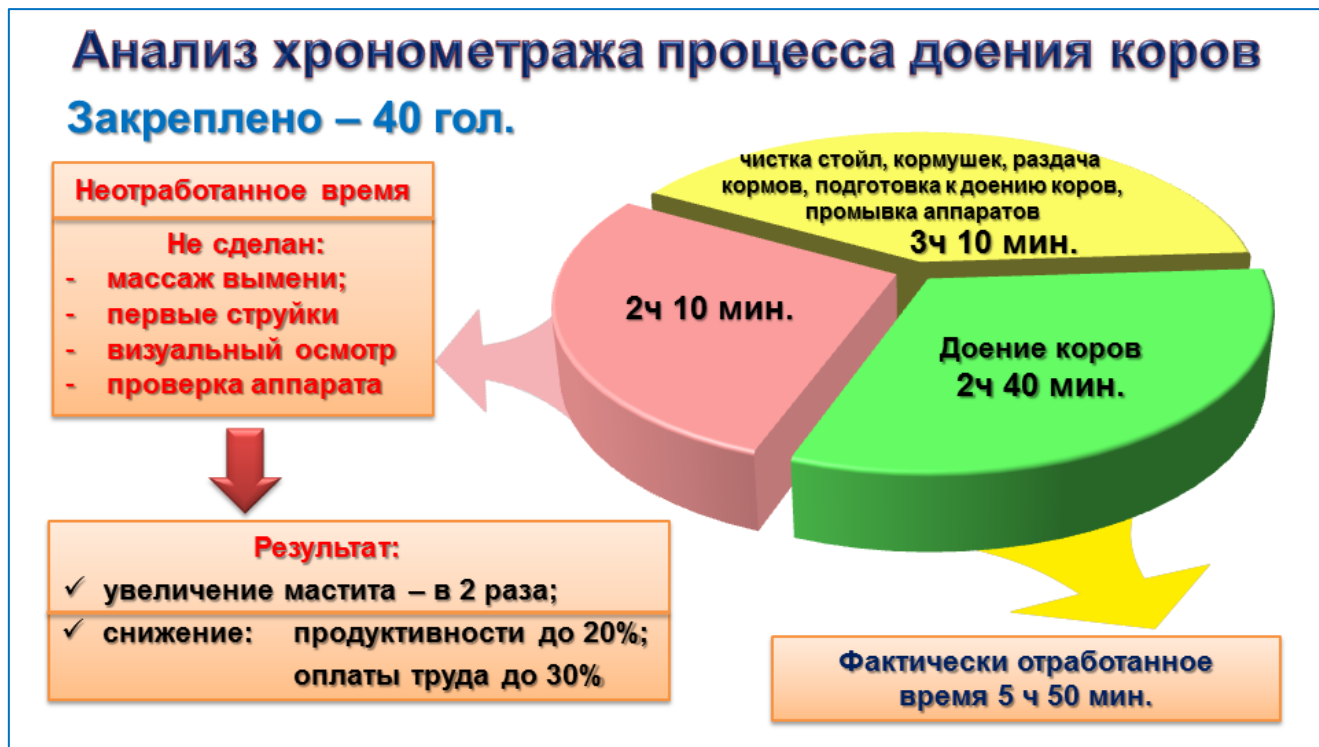 Анализ хронометража процесса доения коров
Закреплено – 40 гол.
Неотработанное время
Не сделан:
- массаж вымени;
- первые струйки
- визуальный осмотр
- проверка аппарата
Результат:
✓ увеличение мастита – в 2 раза;
✓ снижение: продуктивности до 20%;
оплаты труда до 30%
чистка стойл, кормушек, раздача
кормов, подготовка к доению коров,
промывка аппаратов
3ч 10 мин.
2ч 10 мин.
Доение коров
2ч 40 мин.
Фактически отработанное
время 5 ч 50 мин.